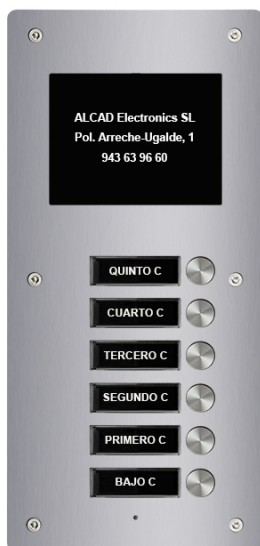 ALCAD Electronics SL
Pol. Arreche-Ugalde, 1
943 63 96 60
QUINTO C
CUARTO C
TERCERO C
SEGUNDO C
PRIMERO C
BAJO C